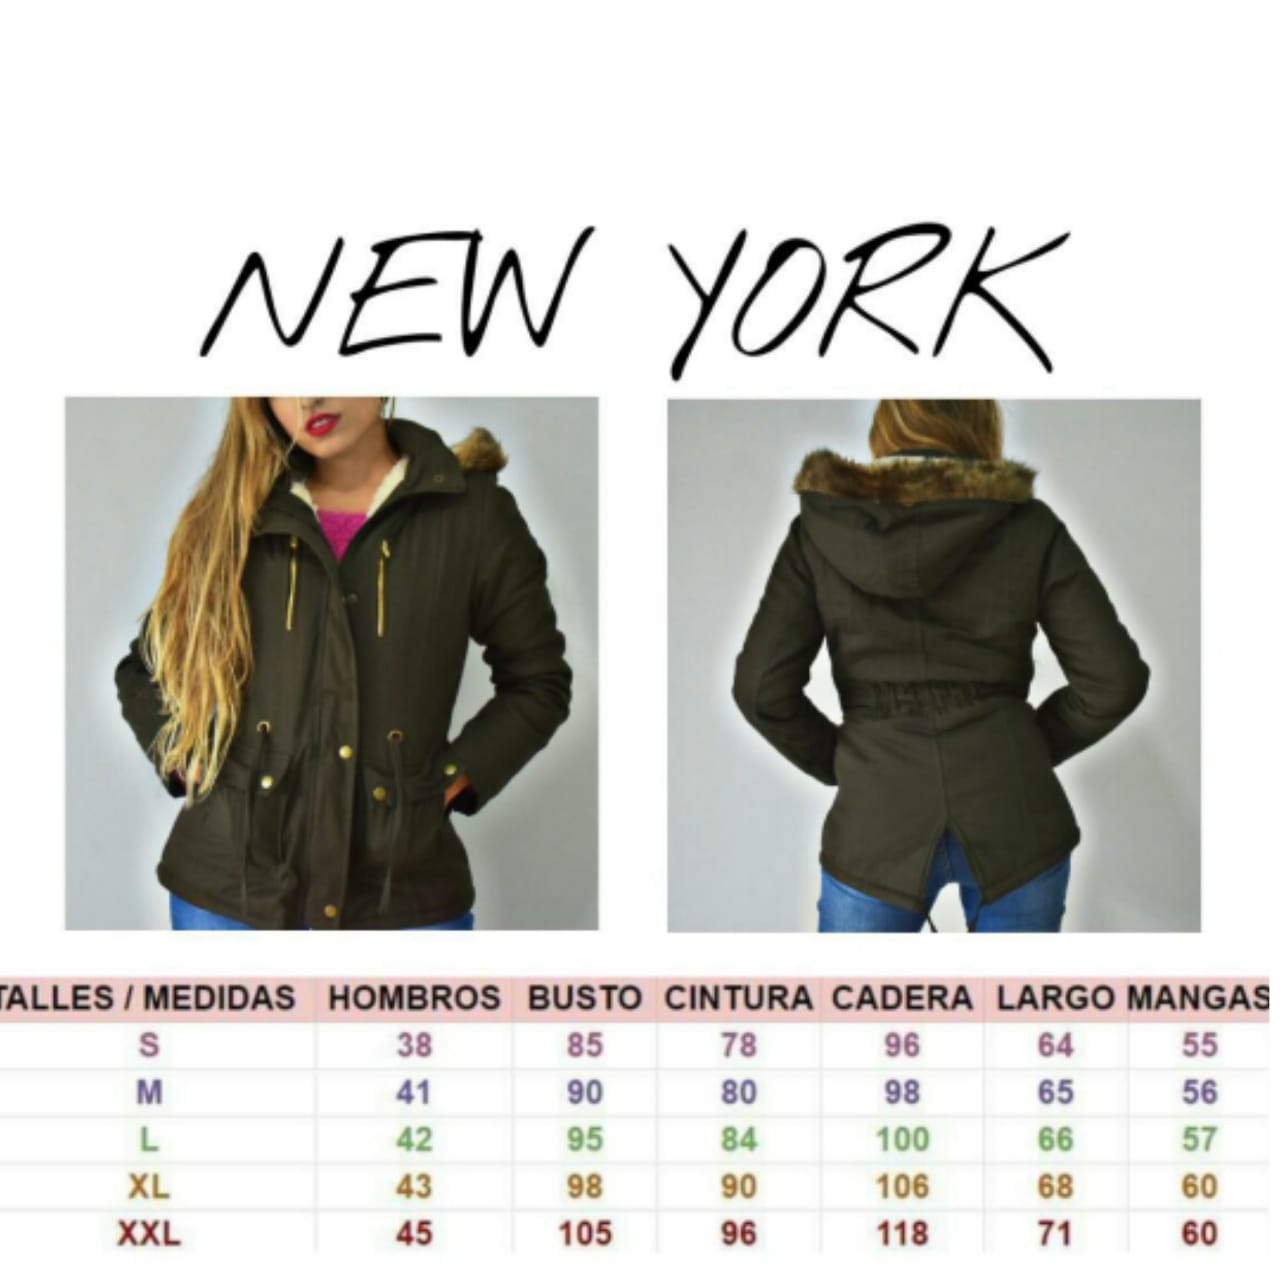 NEW YORK
TALLES / MEDIDAS HOMBROS BUSTO CINTURA CADERA LARGO MANGAS
S 38 85 78 96 64 55
M 41 90 80 98 65 56
L 42 95 84 100 66 57
XL 43 98 90 106 68 60
XXL 45 105 96 118 71 60